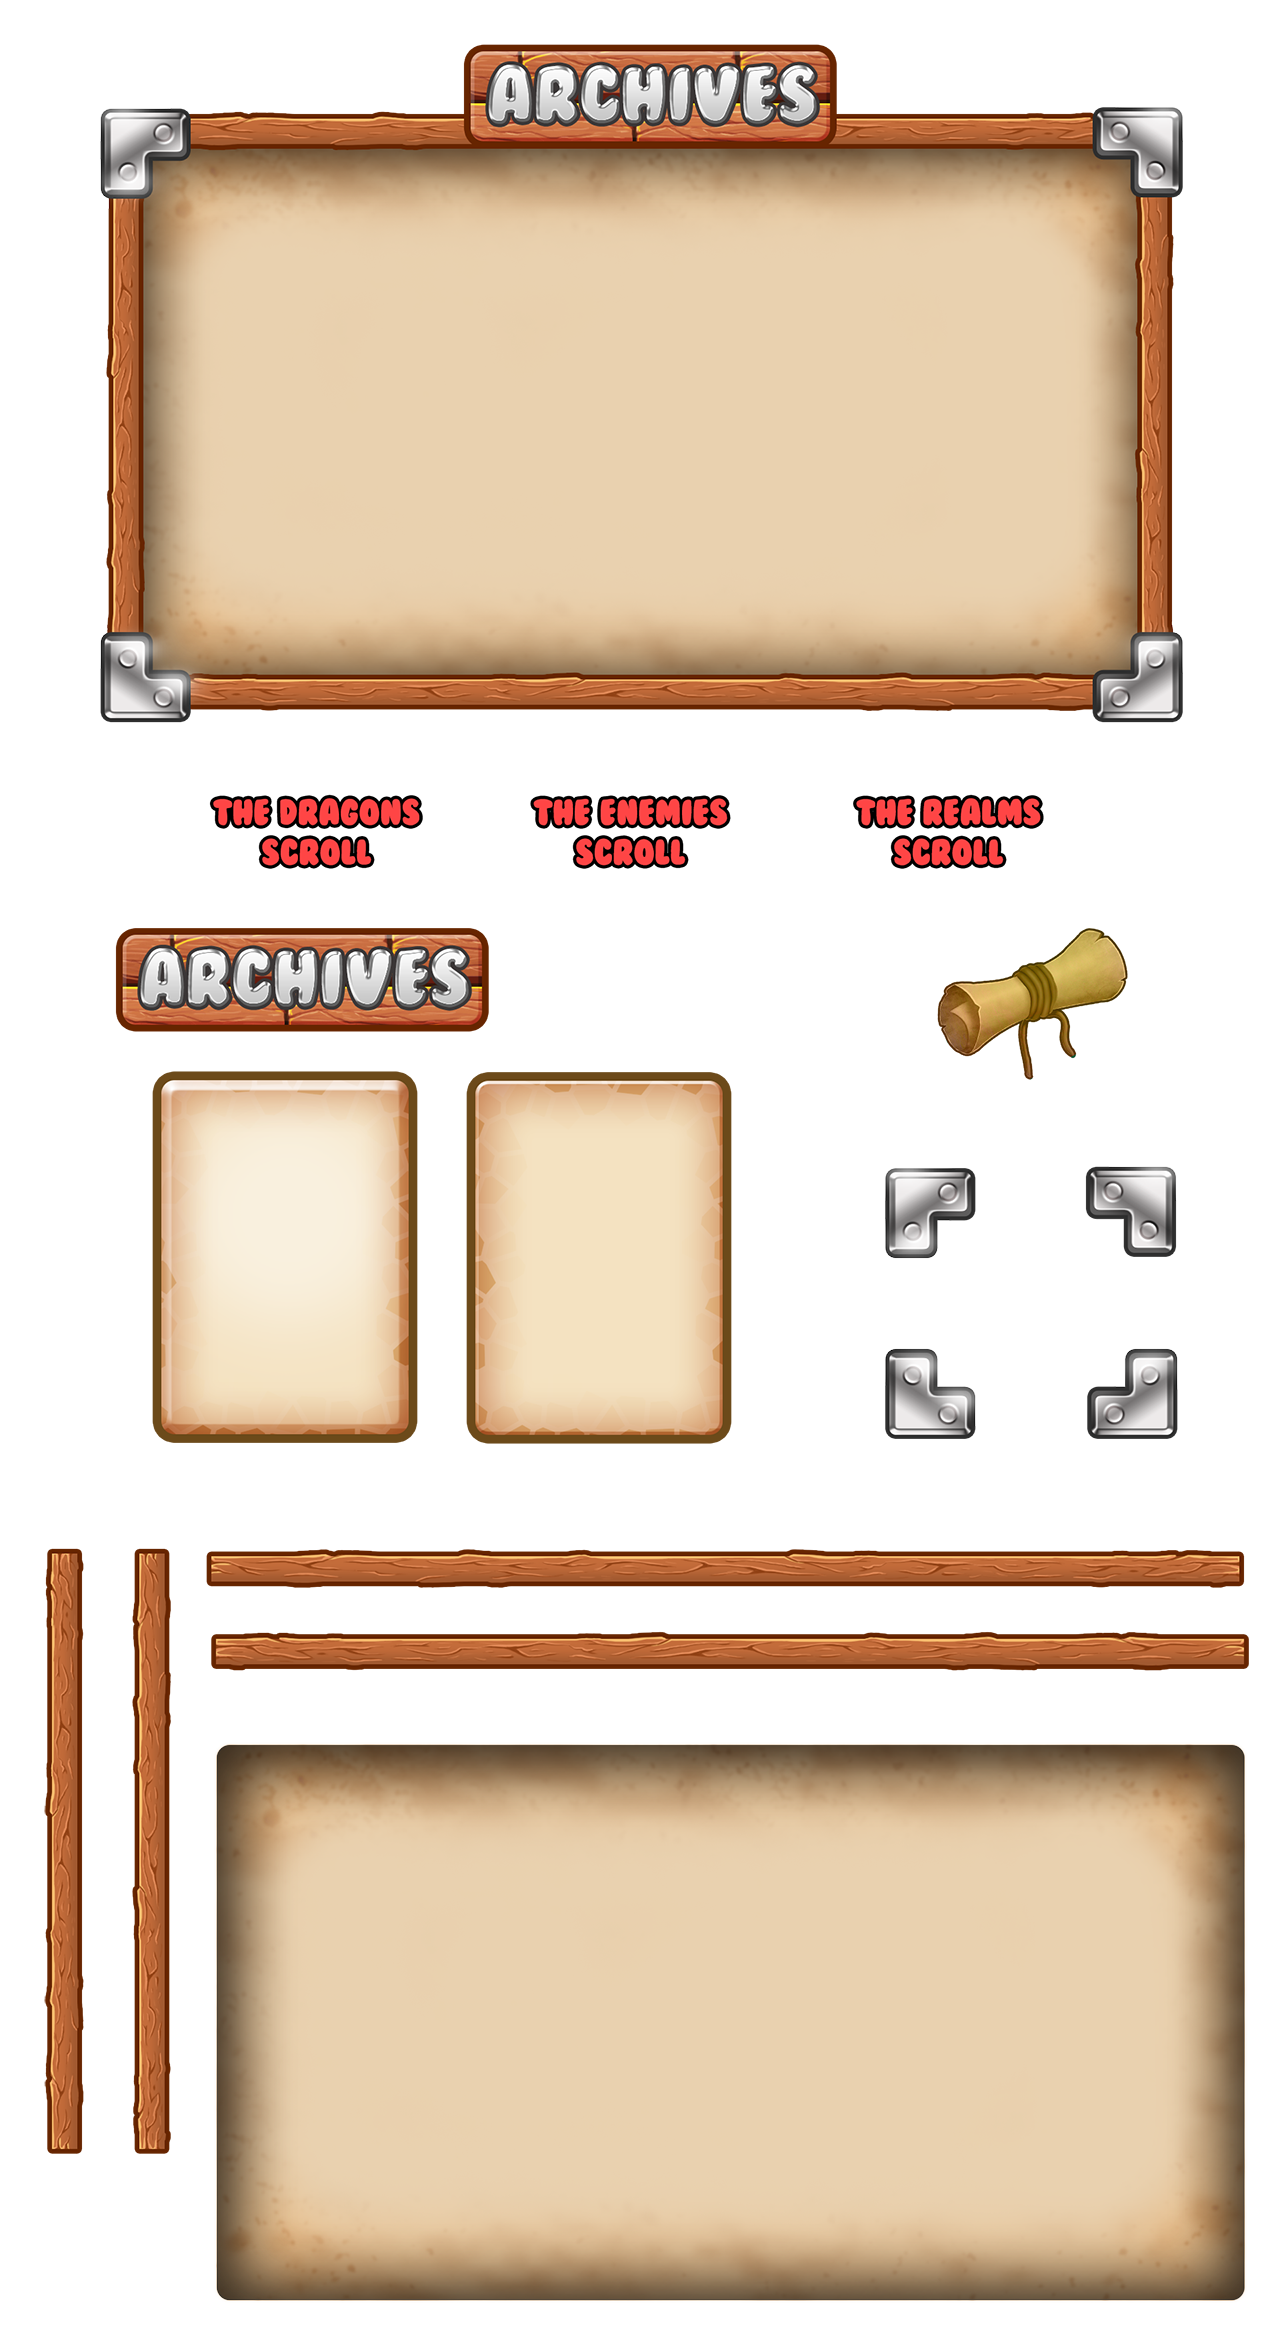 ARCHIVES
THE DRAGONS
SCROLL
THE ENEMIES
SCROLL
THE REALMS
SCROLL
ARCHIVES